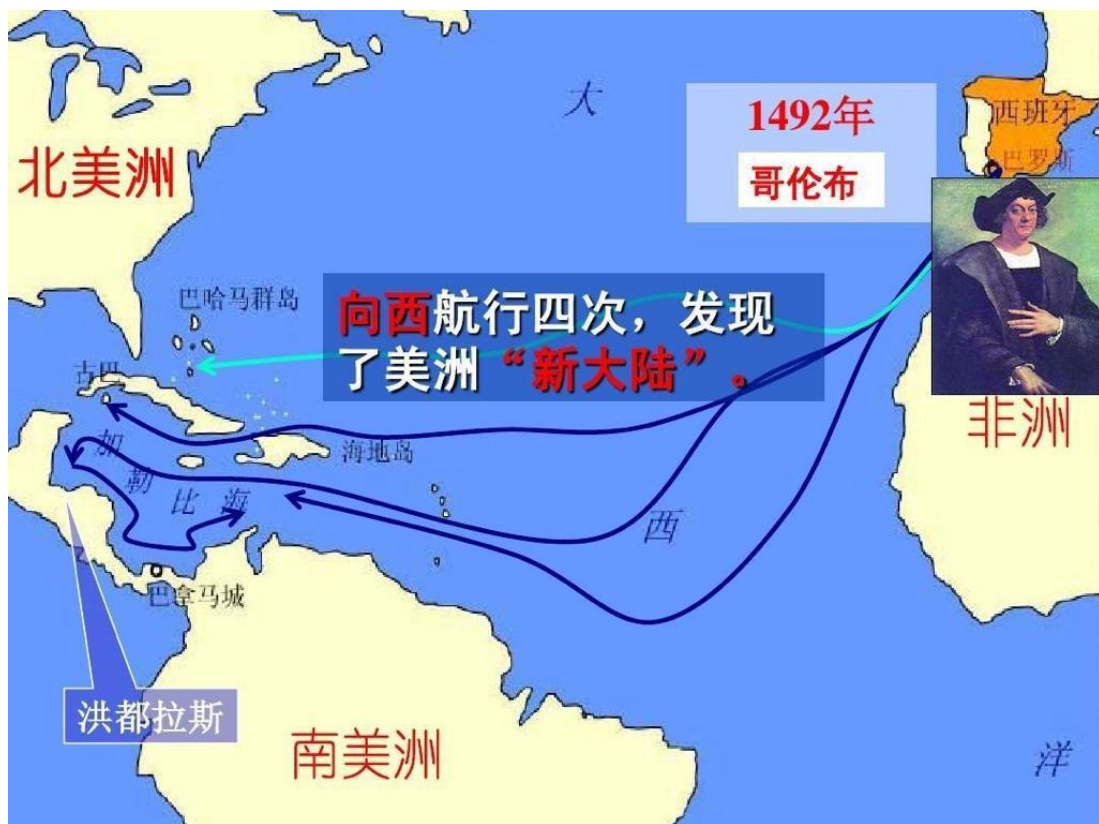 大
1492年
哥伦布
西班牙
巴罗斯
北美洲
巴哈马群岛
向西航行四次，发现
了美洲“新大陆”。
古巴
非洲
海地岛
加勒比海
西
巴拿马城
洪都拉斯
南美洲
洋